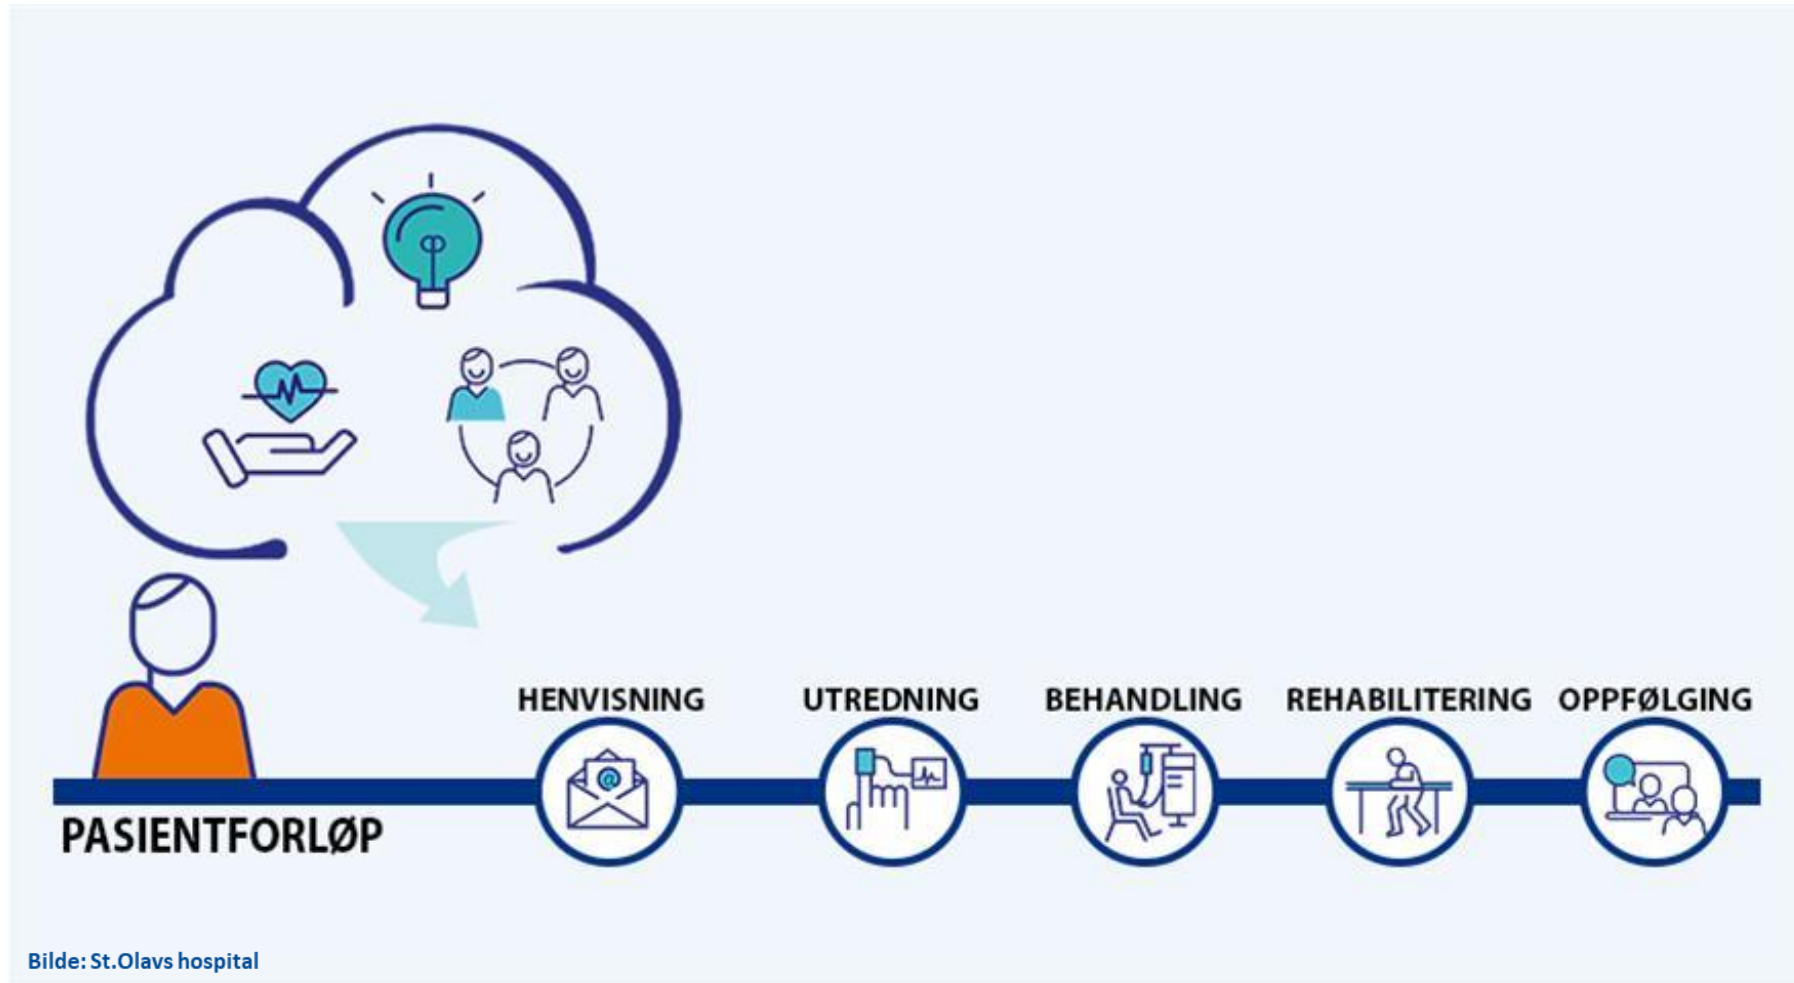 HENVISNING
UTREDNING
BEHANDLING
REHABILITERING
OPPFØLGING
@
PASIENTFORLØP
Bilde: St.Olavs hospital